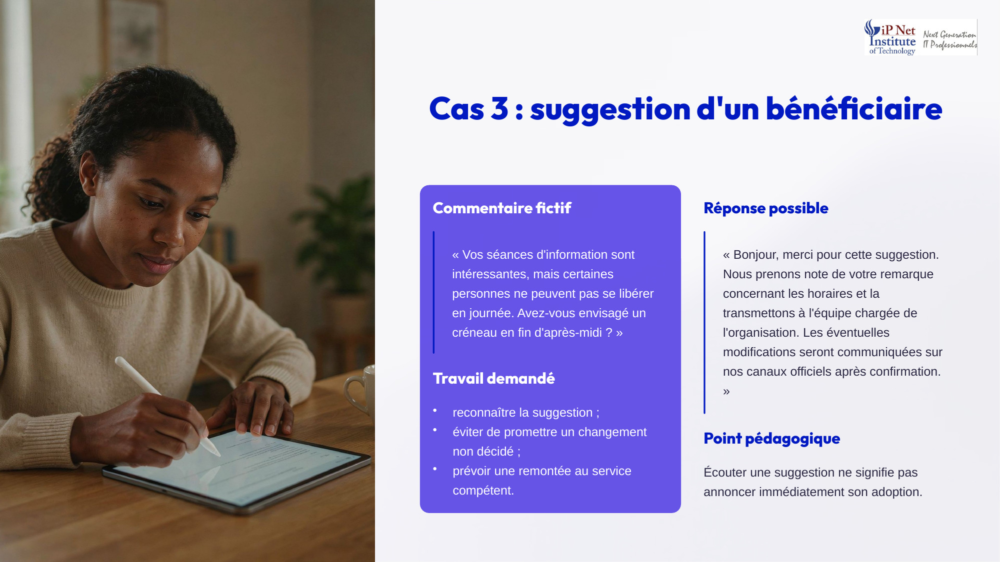 iP Net
Institute
of Technology
Next Generation
IT Professionnels
Cas 3 : suggestion d'un bénéficiaire
Commentaire fictif
« Vos séances d'information sont
intéressantes, mais certaines
personnes ne peuvent pas se libérer
en journée. Avez-vous envisagé un
créneau en fin d'après-midi ? »
Travail demandé
• reconnaître la suggestion ;
• éviter de promettre un changement
non décidé ;
• prévoir une remontée au service
compétent.
Réponse possible
« Bonjour, merci pour cette suggestion.
Nous prenons note de votre remarque
concernant les horaires et la
transmettons à l'équipe chargée de
l'organisation. Les éventuelles
modifications seront communiquées sur
nos canaux officiels après confirmation.
»
Point pédagogique
Écouter une suggestion ne signifie pas
annoncer immédiatement son adoption.